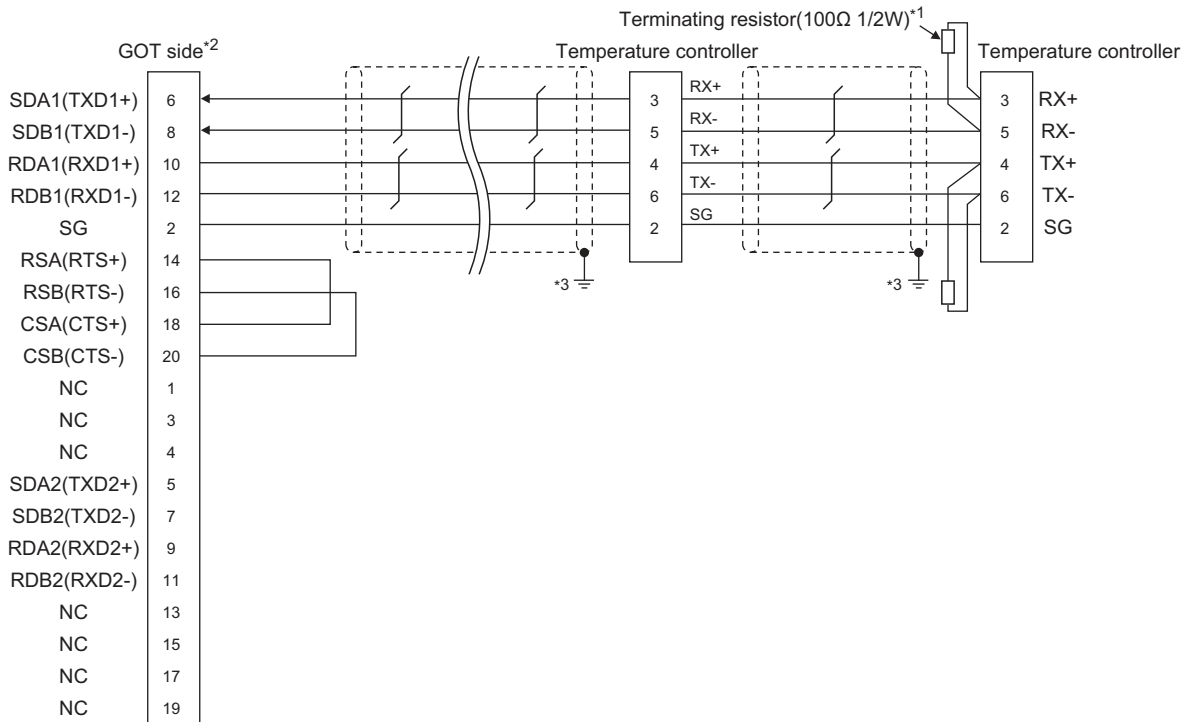 Terminating resistor(100Ω 1/2W)*1
GOT side*2 Temperature controller Temperature controller
SDA1(TXD1+) 6 3 RX+ 3 RX+
SDB1(TXD1-) 8 5 RX- 5 RX-
RDA1(RXD1+) 10 4 TX+ 4 TX+
RDB1(RXD1-) 12 6 TX- 6 TX-
SG 2 2 SG 2 SG
RSA(RTS+) 14
*3 *3
RSB(RTS-) 16
CSA(CTS+) 18
CSB(CTS-) 20
NC 1
NC 3
NC 4
SDA2(TXD2+) 5
SDB2(TXD2-) 7
RDA2(RXD2+) 9
RDB2(RXD2-) 11
NC 13
NC 15
NC 17
NC 19